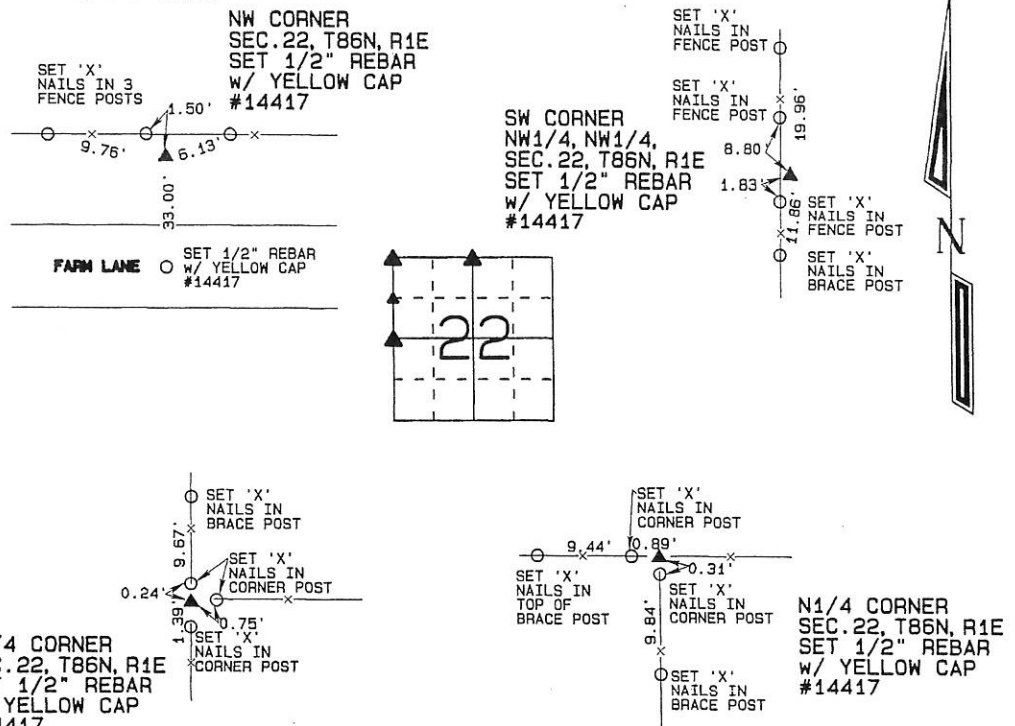 NW CORNER
SEC.22, T86N, R1E
SET 1/2" REBAR
W/ YELLOW CAP
#14417
SET 'X'
NAILS IN 3
FENCE POSTS
1.50'
9.76'
6.13'
33.00'
FARM LANE
SET 1/2" REBAR
W/ YELLOW CAP
#14417
SW CORNER
NW1/4, NW1/4,
SEC.22, T86N, R1E
SET 1/2" REBAR
W/ YELLOW CAP
#14417
SET 'X'
NAILS IN
FENCE POST
SET 'X'
NAILS IN
FENCE POST
19.96'
8.80'
1.83'
11.86'
SET 'X'
NAILS IN
FENCE POST
SET 'X'
NAILS IN
BRACE POST
N
22
SET 'X'
NAILS IN
BRACE POST
9.67'
SET 'X'
NAILS IN
CORNER POST
0.24'
0.75'
1.39'
SET 'X'
NAILS IN
CORNER POST
/4 CORNER
.22, T86N, R1E
1/2" REBAR
YELLOW CAP
4417
SET 'X'
NAILS IN
CORNER POST
9.44'
0.89'
0.31'
SET 'X'
NAILS IN
TOP OF
BRACE POST
SET 'X'
NAILS IN
CORNER POST
9.84'
SET 'X'
NAILS IN
BRACE POST
N1/4 CORNER
SEC.22, T86N, R1E
SET 1/2" REBAR
W/ YELLOW CAP
#14417